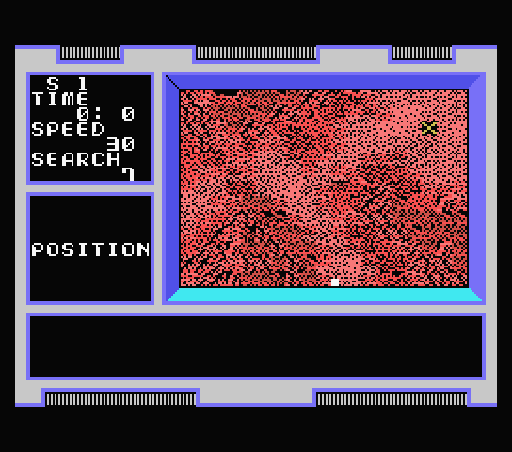 S 1
TIME
0: 0
SPEED
30
SEARCH
7
POSITION